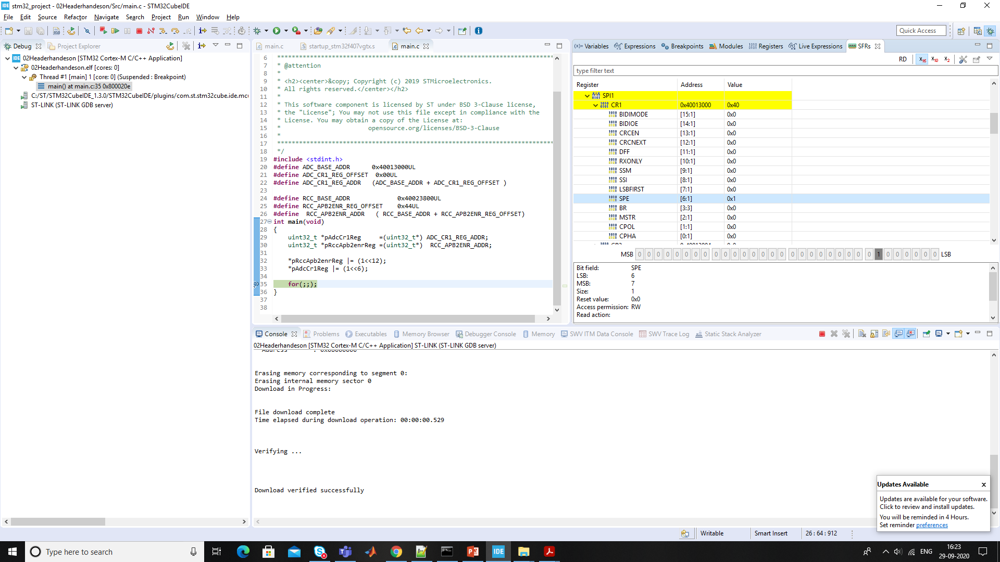 stm32_project - 02Headerhandeson/Src/main.c - STM32CubeIDE
File Edit Source Refactor Navigate Search Project Run Window Help
Quick Access
Debug Project Explorer
02Headerhandeson [STM32 Cortex-M C/C++ Application]
02Headerhandeson.elf [cores: 0]
Thread #1 [main] 1 [core: 0] (Suspended : Breakpoint)
main() at main.c:35 0x800020e
C:/ST/STM32CubeIDE_1.3.0/STM32CubeIDE/plugins/com.st.stm32cube.ide.mcu
ST-LINK (ST-LINK GDB server)
main.c startup_stm32f407vgtx.s main.c
6 ******************************************************************************
7 * @attention
8 *
9 * <h2><center>&copy; Copyright (c) 2019 STMicroelectronics.
10 * All rights reserved.</center></h2>
11 *
12 * This software component is licensed by ST under BSD 3-Clause license,
13 * the "License"; You may not use this file except in compliance with the
14 * License. You may obtain a copy of the License at:
15 * opensource.org/licenses/BSD-3-Clause
16 *
17 ******************************************************************************
18 */
19 #include <stdint.h>
20 #define ADC_BASE_ADDR 0x40013000UL
21 #define ADC_CR1_REG_OFFSET 0x00UL
22 #define ADC_CR1_REG_ADDR (ADC_BASE_ADDR + ADC_CR1_REG_OFFSET )
23
24 #define RCC_BASE_ADDR 0x40023800UL
25 #define RCC_APB2ENR_REG_OFFSET 0x44UL
26 #define RCC_APB2ENR_ADDR ( RCC_BASE_ADDR + RCC_APB2ENR_REG_OFFSET)
27 int main(void)
28 {
29 uint32_t *pAdcCr1Reg =(uint32_t*) ADC_CR1_REG_ADDR;
30 uint32_t *pRccApb2enrReg =(uint32_t*) RCC_APB2ENR_ADDR;
31
32 *pRccApb2enrReg |= (1<<12);
33 *pAdcCr1Reg |= (1<<6);
34
35 for(;;);
36 }
37
38
(x)= Variables Expressions Breakpoints Modules Registers Live Expressions SFRs
RD X16 X10 X2
type filter text
Register Address Value
SPI1
CR1 0x40013000 0x40
BIDIMODE [15:1] 0x0
BIDIOE [14:1] 0x0
CRCEN [13:1] 0x0
CRCNEXT [12:1] 0x0
DFF [11:1] 0x0
RXONLY [10:1] 0x0
SSM [9:1] 0x0
SSI [8:1] 0x0
LSBFIRST [7:1] 0x0
SPE [6:1] 0x1
BR [3:3] 0x0
MSTR [2:1] 0x0
CPOL [1:1] 0x0
CPHA [0:1] 0x0
MSB 0 0 0 0 0 0 0 0 0 0 0 0 0 0 0 0 0 0 0 0 0 0 0 0 0 1 0 0 0 0 0 0 LSB
Bit field: SPE
LSB: 6
MSB: 7
Size: 1
Reset value: 0x0
Access permission: RW
Read action:
Console Problems Executables Memory Browser Debugger Console Memory SWV ITM Data Console SWV Trace Log Static Stack Analyzer
02Headerhandeson [STM32 Cortex-M C/C++ Application] ST-LINK (ST-LINK GDB server)
Address : 0x08000000
Erasing memory corresponding to segment 0:
Erasing internal memory sector 0
Download in Progress:
File download complete
Time elapsed during download operation: 00:00:00.529
Verifying ...
Download verified successfully
Updates Available x
Updates are available for your software.
Click to review and install updates.
You will be reminded in 4 Hours.
Set reminder preferences
Writable Smart Insert 26 : 64 : 912
Type here to search
IDE
ENG
16:23
29-09-2020